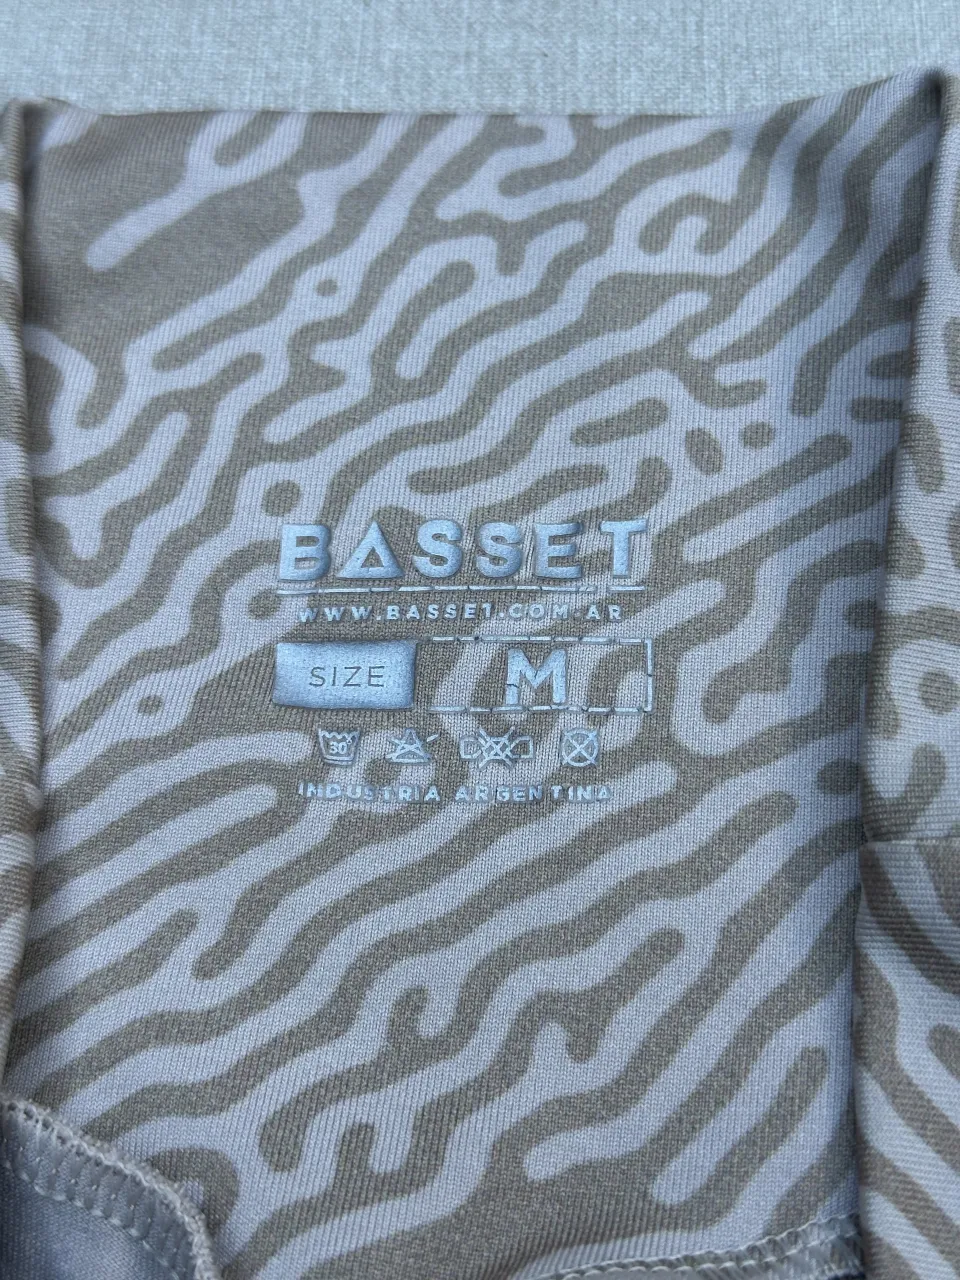 BASSET
WWW.BASSET.COM.AR
SIZE M
30°
INDUSTRIA ARGENTINA